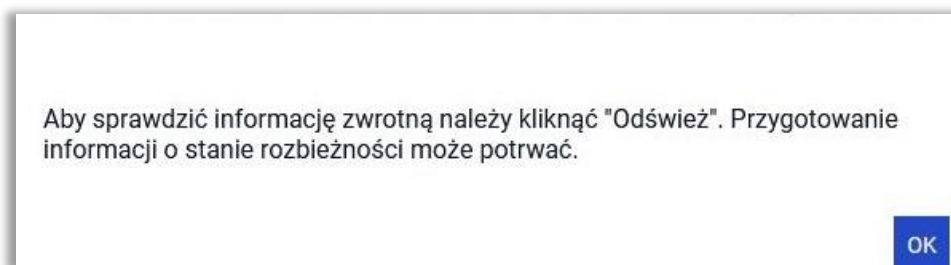 Aby sprawdzić informację zwrotną należy kliknąć "Odśwież". Przygotowanie
informacji o stanie rozbieżności może potrwać.
OK